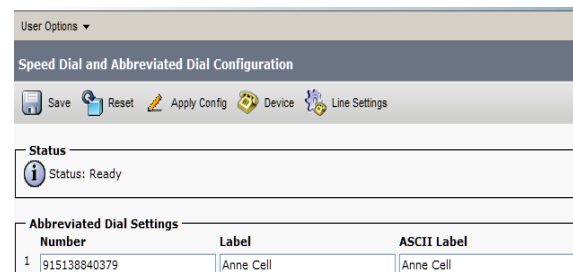 User Options
Speed Dial and Abbreviated Dial Configuration
Save Reset Apply Config Device Line Settings
Status
i Status: Ready
Abbreviated Dial Settings
Number Label ASCII Label
1 915138840379 Anne Cell Anne Cell